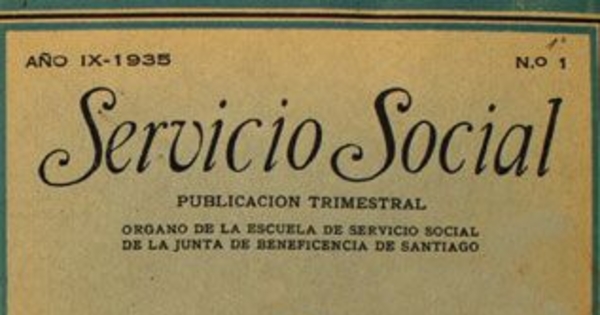 AÑO IX-1935 N.O 1
Servicio Social
PUBLICACION TRIMESTRAL
ORGANO DE LA ESCUELA DE SERVICIO SOCIAL
DE LA JUNTA DE BENEFICENCIA DE SANTIAGO